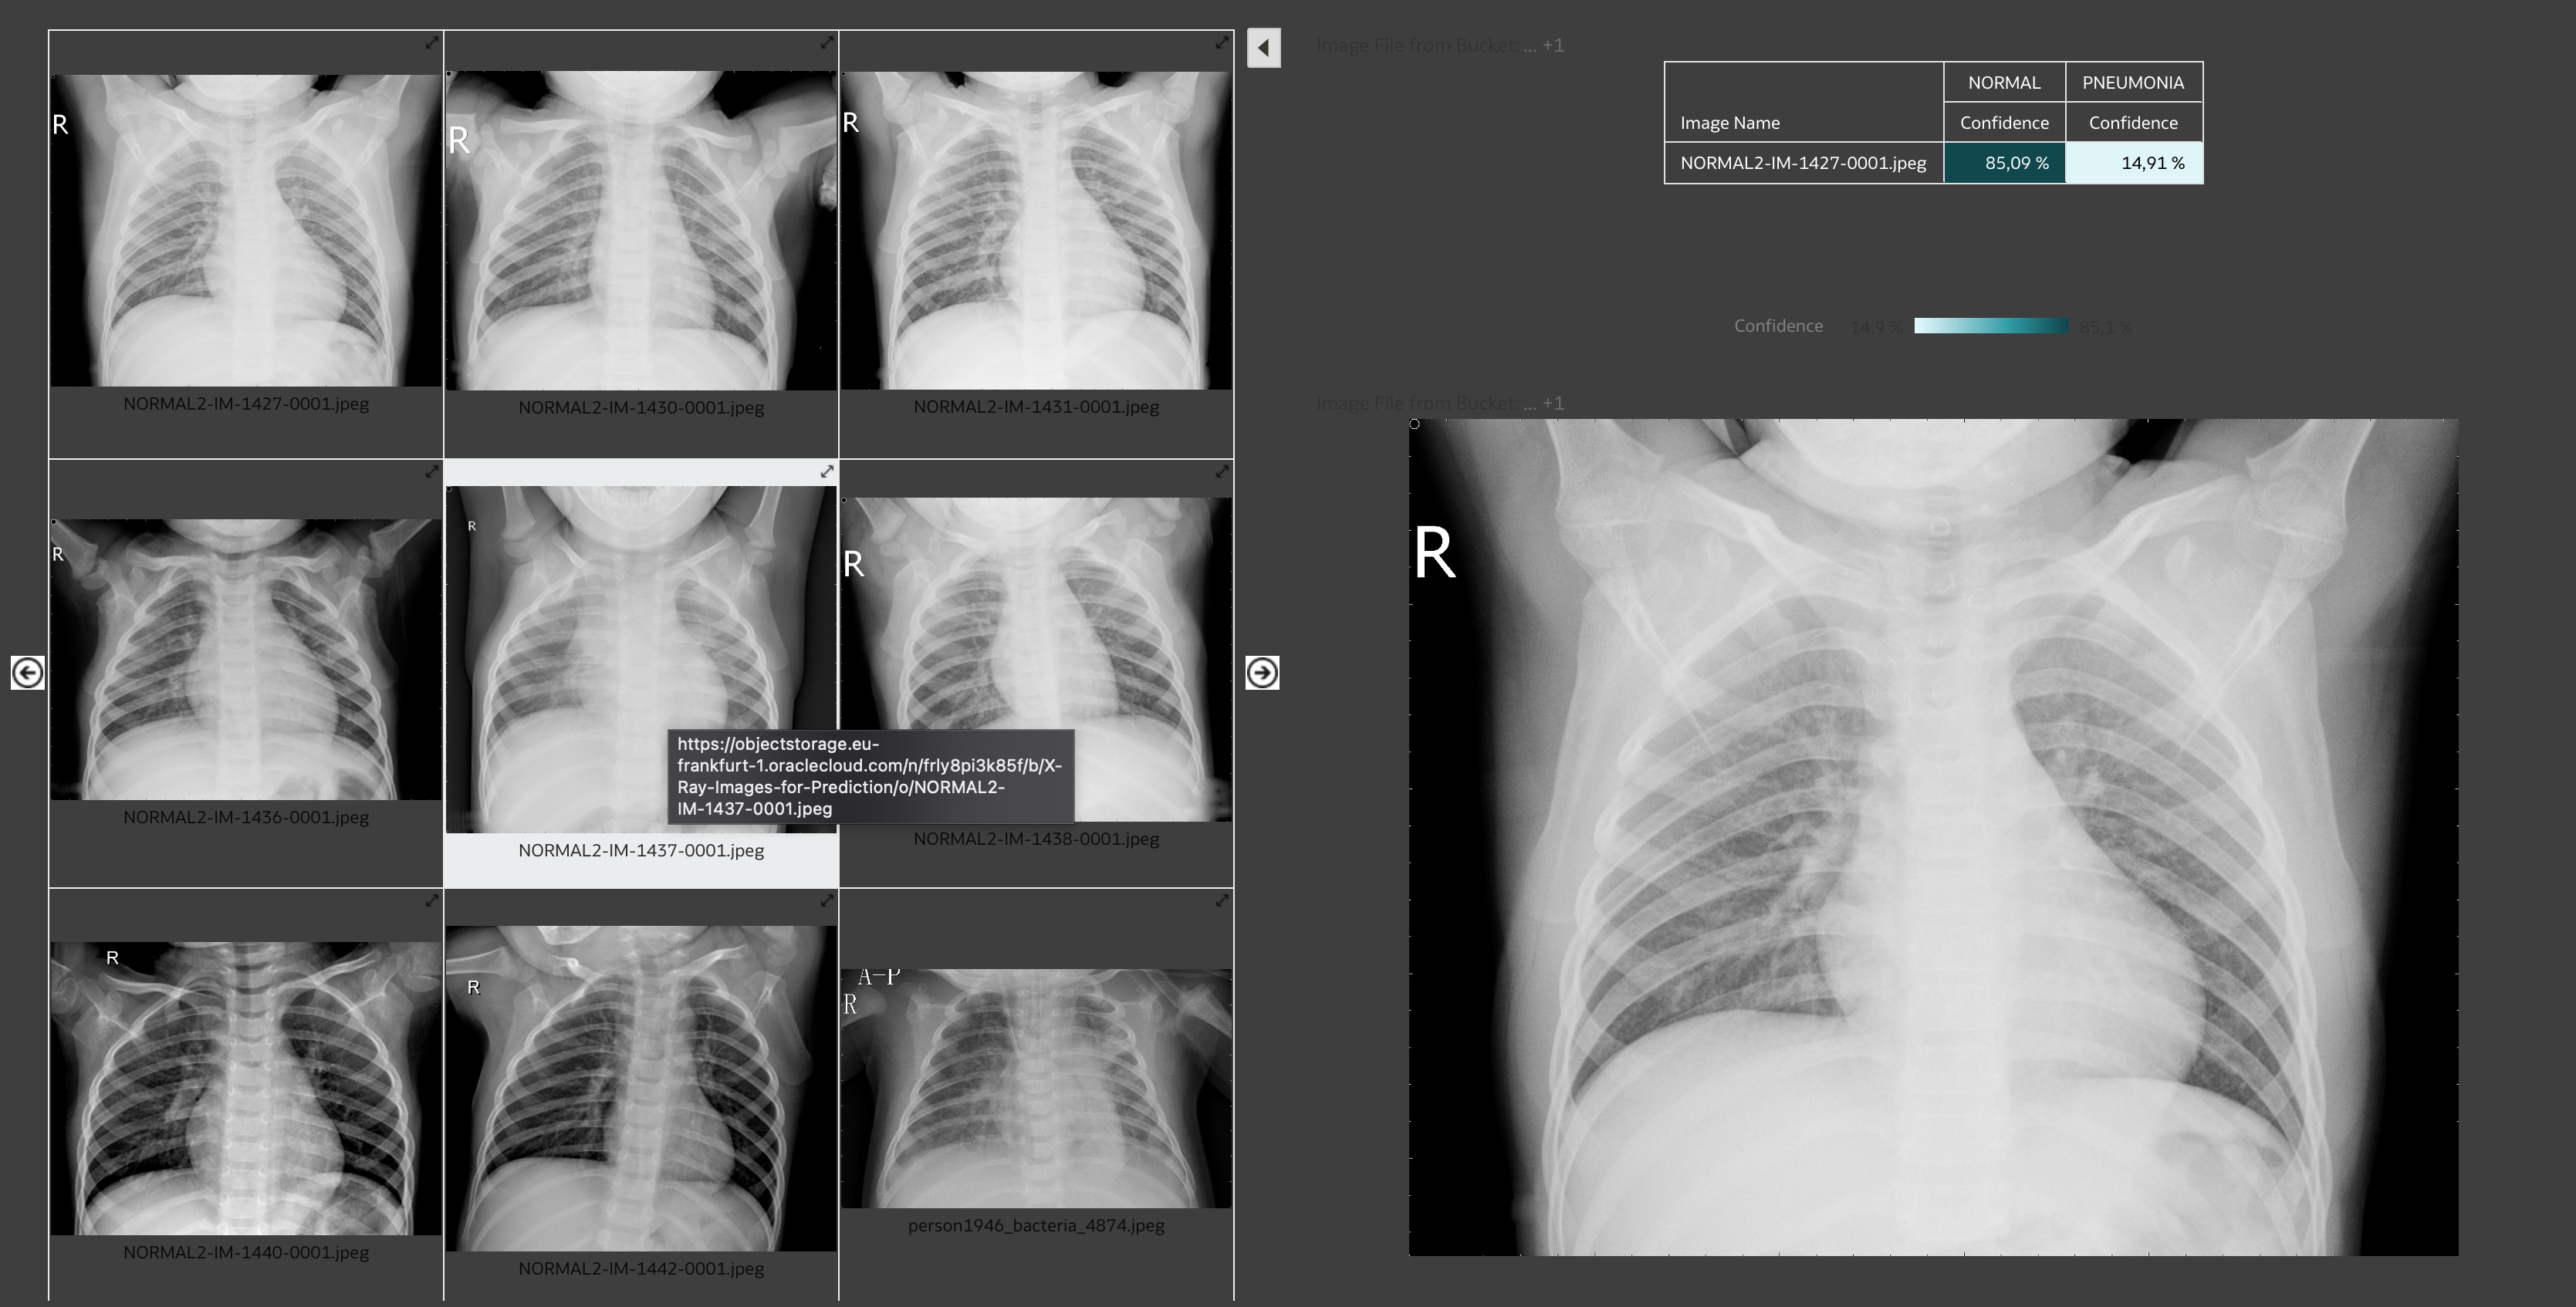 R
R
R
NORMAL2-IM-1427-0001.jpeg
NORMAL2-IM-1430-0001.jpeg
NORMAL2-IM-1431-0001.jpeg
R
R
R
https://objectstorage.eu-
frankfurt-1.oraclecloud.com/n/frly8pi3k85f/b/X-
Ray-Images-for-Prediction/o/NORMAL2-
IM-1437-0001.jpeg
NORMAL2-IM-1436-0001.jpeg
NORMAL2-IM-1437-0001.jpeg
NORMAL2-IM-1438-0001.jpeg
R
R
A-P
R
NORMAL2-IM-1440-0001.jpeg
NORMAL2-IM-1442-0001.jpeg
person1946_bacteria_4874.jpeg
Image File from Bucket: ... +1
NORMAL PNEUMONIA
Image Name Confidence Confidence
NORMAL2-IM-1427-0001.jpeg 85,09 % 14,91 %
Confidence 14,9 % 85,1 %
Image File from Bucket: ... +1
R